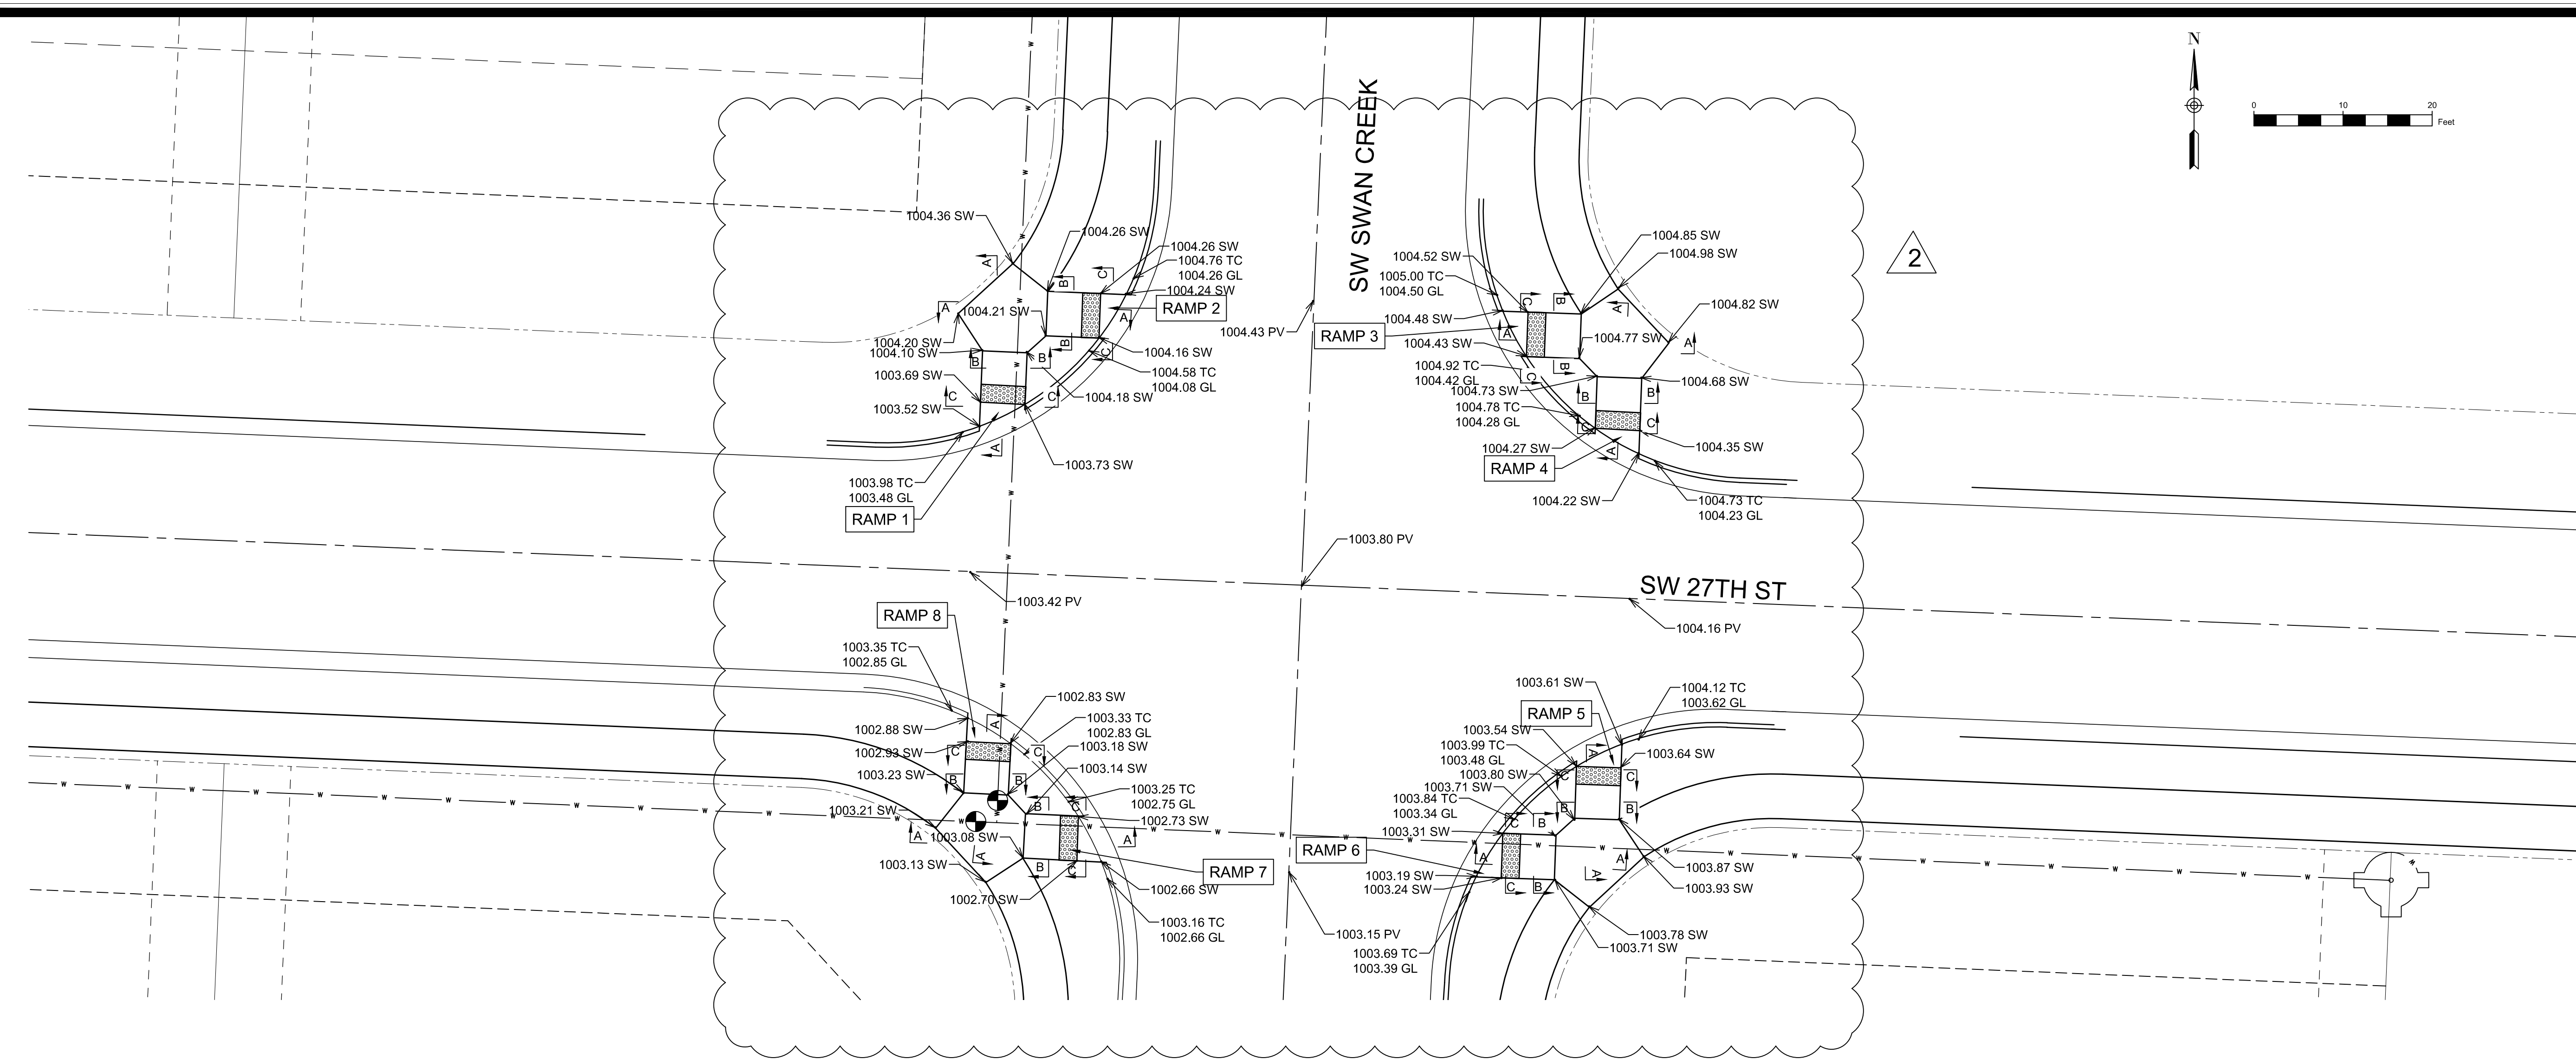 N
0 10 20
Feet
SW SWAN CREEK
2
1004.36 SW
1004.26 SW
1004.26 SW
1004.76 TC
1004.26 GL
1004.24 SW
RAMP 2
1004.21 SW
1004.20 SW
1004.10 SW
1004.16 SW
1003.69 SW
1004.58 TC
1004.08 GL
1004.18 SW
1003.52 SW
1003.73 SW
1003.98 TC
1003.48 GL
RAMP 1
1004.43 PV
1004.85 SW
1004.98 SW
1004.52 SW
1005.00 TC
1004.50 GL
1004.82 SW
1004.48 SW
RAMP 3
1004.43 SW
1004.77 SW
1004.92 TC
1004.42 GL
1004.68 SW
1004.73 SW
1004.78 TC
1004.28 GL
1004.27 SW
1004.35 SW
RAMP 4
1004.22 SW
1004.73 TC
1004.23 GL
1003.80 PV
SW 27TH ST
1003.42 PV
1004.16 PV
RAMP 8
1003.35 TC
1002.85 GL
1002.83 SW
1002.88 SW
1003.33 TC
1002.83 GL
1002.93 SW
1003.18 SW
1003.23 SW
1003.14 SW
1003.25 TC
1002.75 GL
1003.21 SW
1002.73 SW
1003.08 SW
1003.13 SW
RAMP 7
1002.66 SW
1002.70 SW
1003.16 TC
1002.66 GL
1003.61 SW
1004.12 TC
1003.62 GL
RAMP 5
1003.54 SW
1003.99 TC
1003.48 GL
1003.64 SW
1003.80 SW
1003.71 SW
1003.84 TC
1003.34 GL
1003.31 SW
RAMP 6
1003.87 SW
1003.19 SW
1003.24 SW
1003.93 SW
1003.15 PV
1003.78 SW
1003.71 SW
1003.69 TC
1003.39 GL
A A A A
B B B B
C C C C
A A A A
B B B B
C C C C
A A A A
B B B B
C C C C
A A A A
B B B B
C C C C